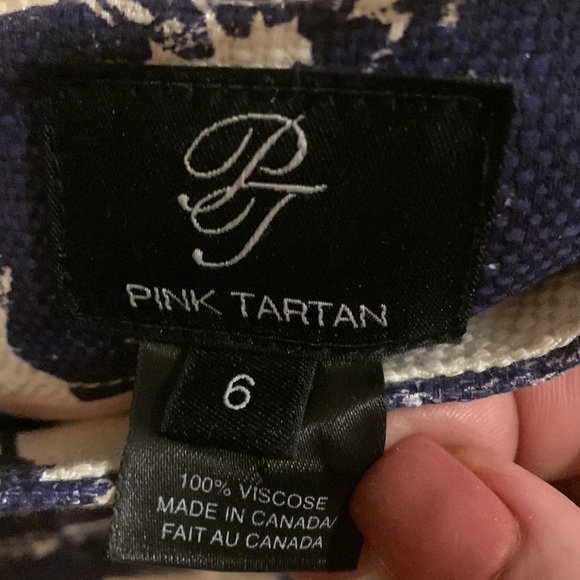 PT
PINK TARTAN
6
100% VISCOSE
MADE IN CANADA/
FAIT AU CANADA